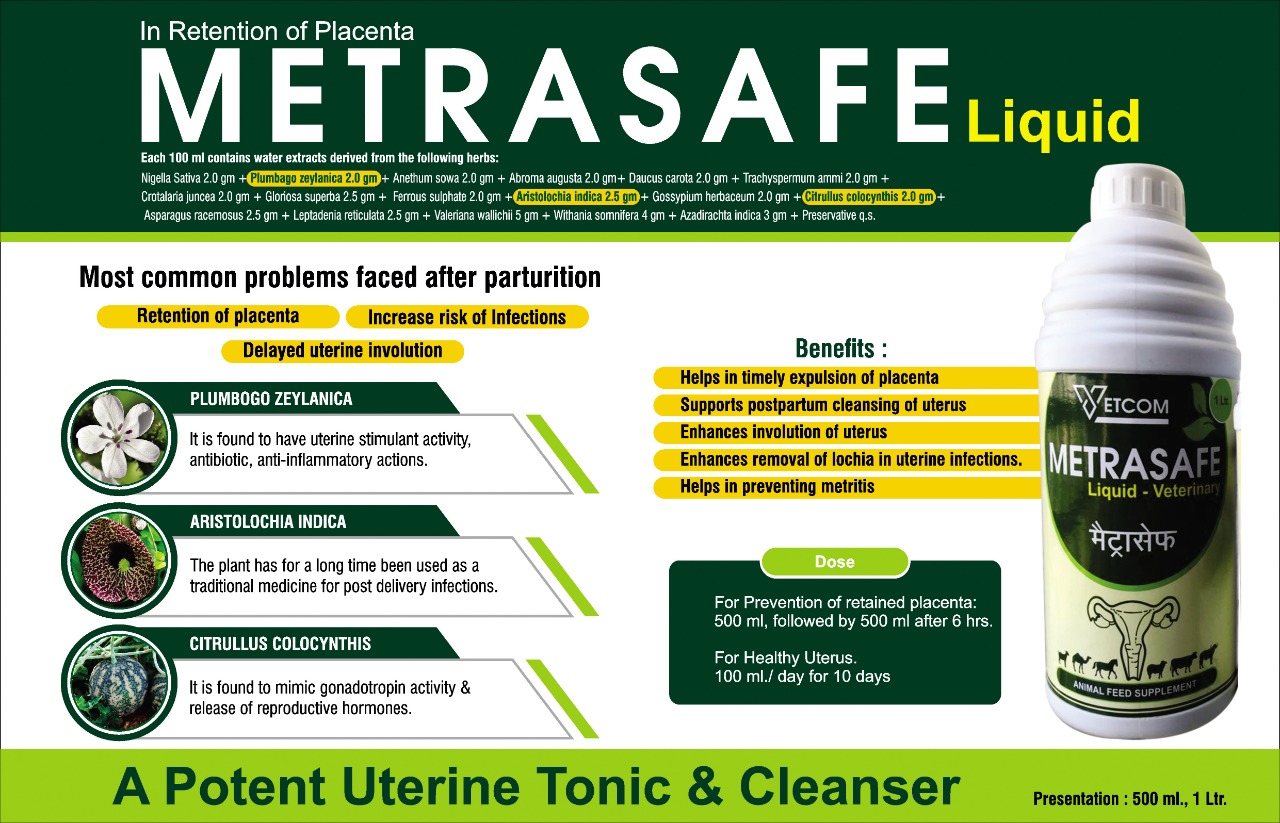 In Retention of Placenta
METRASAFE Liquid
Each 100 ml contains water extracts derived from the following herbs:
Nigella Sativa 2.0 gm + Plumbago zeylanica 2.0 gm + Anethum sowa 2.0 gm + Abroma augusta 2.0 gm+ Daucus carota 2.0 gm + Trachyspermum ammi 2.0 gm +
Crotalaria juncea 2.0 gm + Gloriosa superba 2.5 gm + Ferrous sulphate 2.0 gm + Aristolochia indica 2.5 gm + Gossypium herbaceum 2.0 gm + Citrullus colocynthis 2.0 gm +
Asparagus racemosus 2.5 gm + Leptadenia reticulata 2.5 gm + Valeriana wallichii 5 gm + Withania somnifera 4 gm + Azadirachta indica 3 gm + Preservative q.s.
Most common problems faced after parturition
Retention of placenta
Increase risk of Infections
Delayed uterine involution
PLUMBOGO ZEYLANICA
It is found to have uterine stimulant activity,
antibiotic, anti-inflammatory actions.
ARISTOLOCHIA INDICA
The plant has for a long time been used as a
traditional medicine for post delivery infections.
CITRULLUS COLOCYNTHIS
It is found to mimic gonadotropin activity &
release of reproductive hormones.
Benefits :
Helps in timely expulsion of placenta
Supports postpartum cleansing of uterus
Enhances involution of uterus
Enhances removal of lochia in uterine infections.
Helps in preventing metritis
Dose
For Prevention of retained placenta:
500 ml, followed by 500 ml after 6 hrs.
For Healthy Uterus.
100 ml./ day for 10 days
VETCOM
1 Ltr.
METRASAFE
Liquid - Veterinary
मैट्रासेफ
ANIMAL FEED SUPPLEMENT
A Potent Uterine Tonic & Cleanser
Presentation : 500 ml., 1 Ltr.